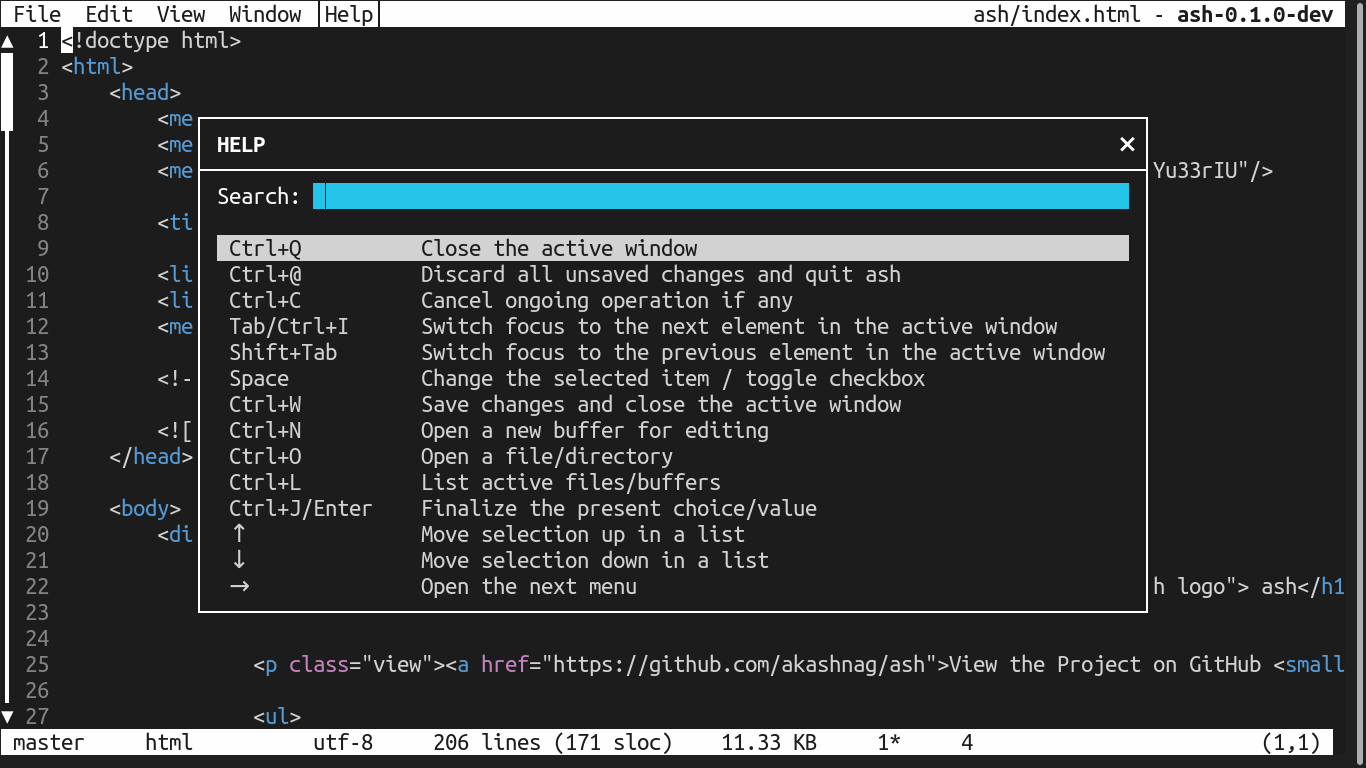 File Edit View Window Help ash/index.html - ash-0.1.0-dev
▲ 1 <!doctype html>
2 <html>
3 <head>
4 <me
5 <me
6 <me Yu33rIU"/>
7
8 <ti
9
10 <li
11 <li
12 <me
13
14 <!-
15
16 <![
17 </head>
18
19 <body>
20 <di
21
22 h logo"> ash</h1
23
24
25 <p class="view"><a href="https://github.com/akashnag/ash">View the Project on GitHub <small
26
▼ 27 <ul>
HELP ×
Search:
Ctrl+Q Close the active window
Ctrl+@ Discard all unsaved changes and quit ash
Ctrl+C Cancel ongoing operation if any
Tab/Ctrl+I Switch focus to the next element in the active window
Shift+Tab Switch focus to the previous element in the active window
Space Change the selected item / toggle checkbox
Ctrl+W Save changes and close the active window
Ctrl+N Open a new buffer for editing
Ctrl+O Open a file/directory
Ctrl+L List active files/buffers
Ctrl+J/Enter Finalize the present choice/value
↑ Move selection up in a list
↓ Move selection down in a list
→ Open the next menu
master html utf-8 206 lines (171 sloc) 11.33 KB 1* 4 (1,1)